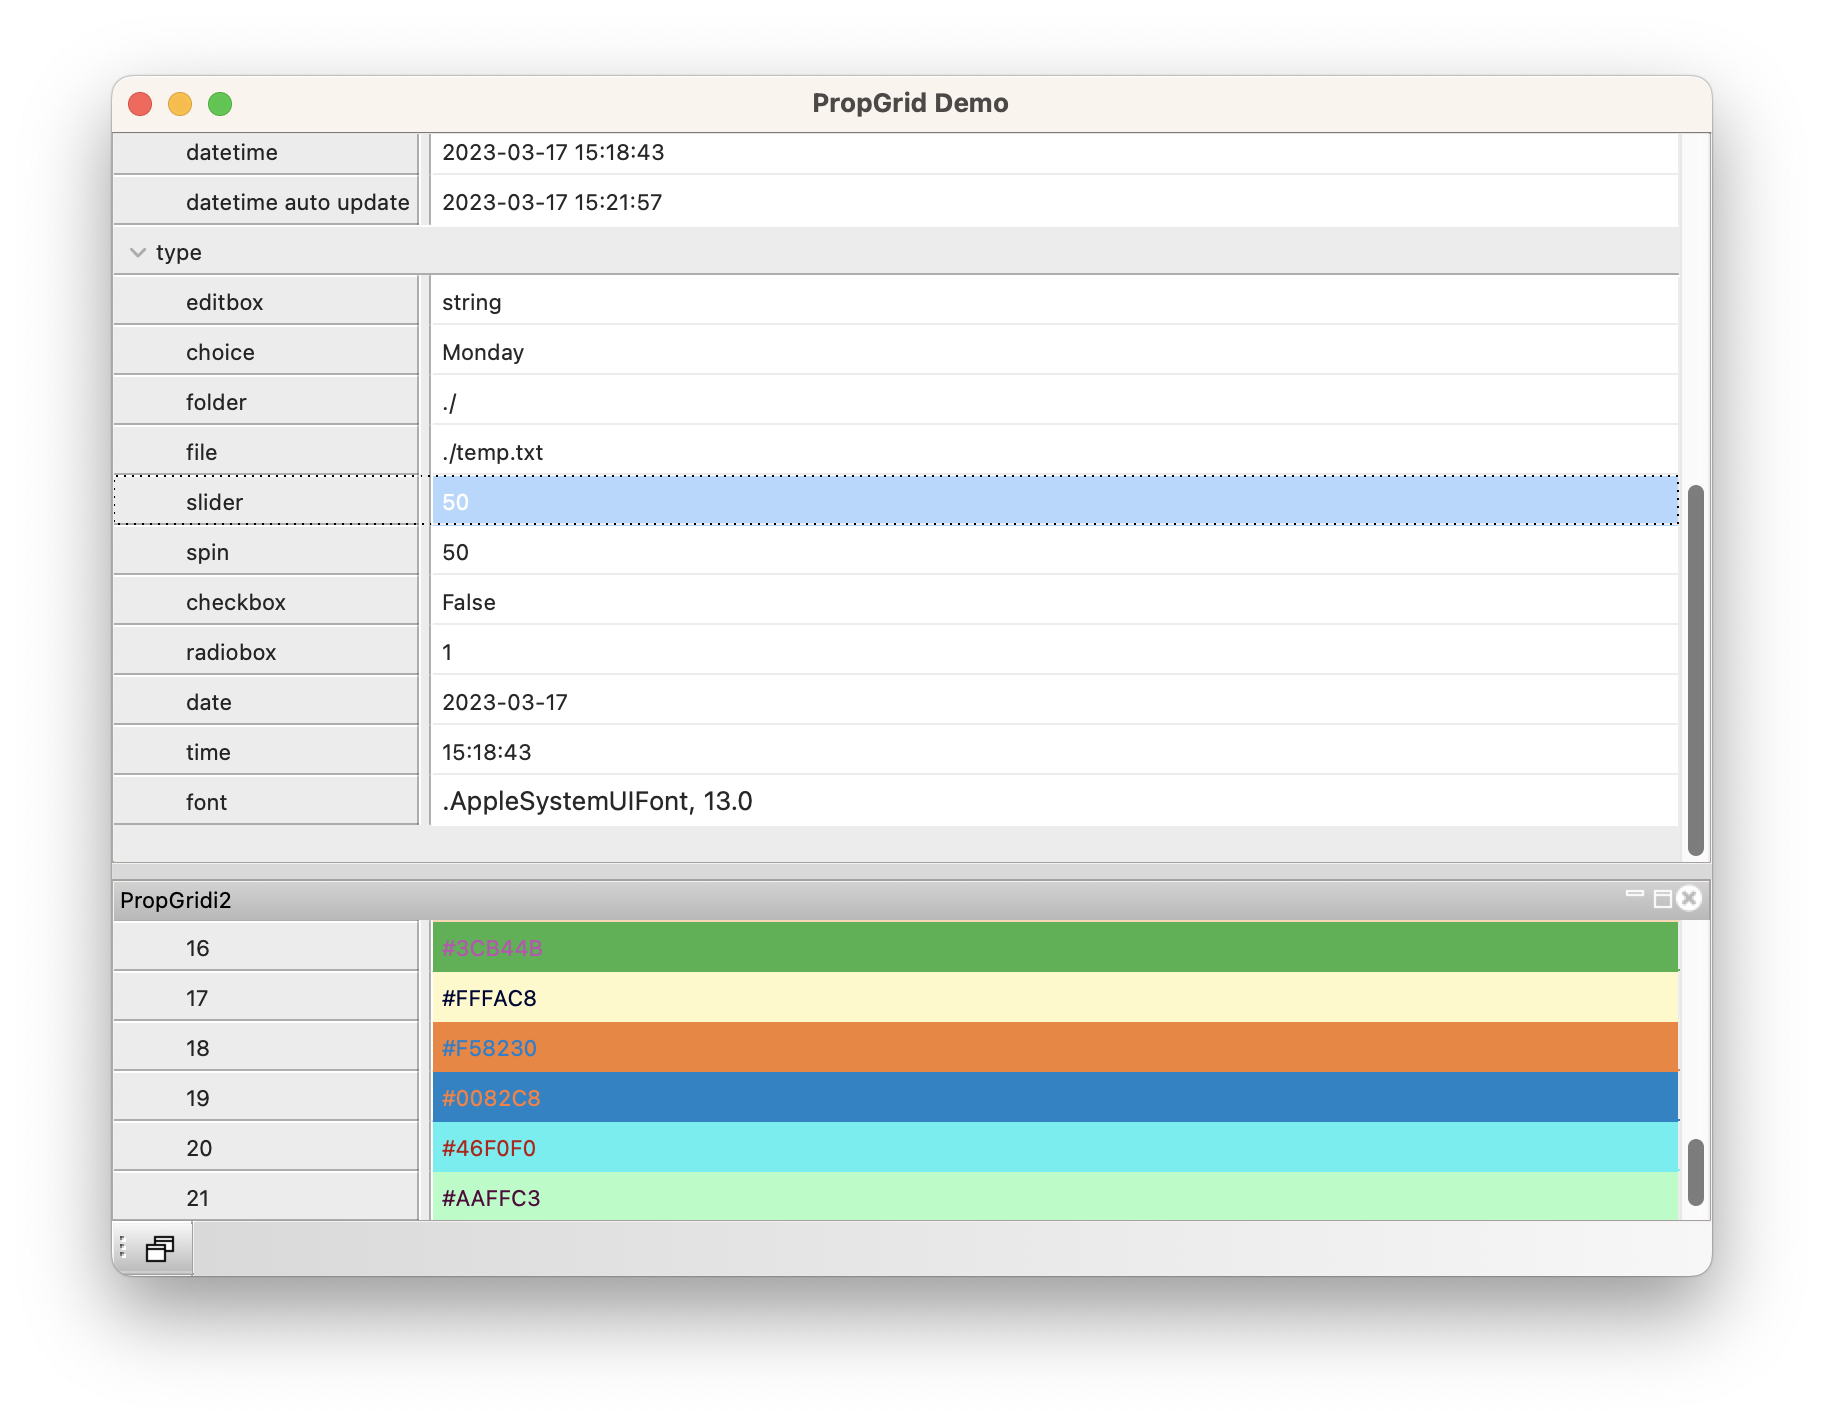 PropGrid Demo
datetime 2023-03-17 15:18:43
datetime auto update 2023-03-17 15:21:57
type
editbox string
choice Monday
folder ./
file ./temp.txt
slider 50
spin 50
checkbox False
radiobox 1
date 2023-03-17
time 15:18:43
font .AppleSystemUIFont, 13.0
PropGridi2
16 #3CB44B
17 #FFFAC8
18 #F58230
19 #0082C8
20 #46F0F0
21 #AAFFC3